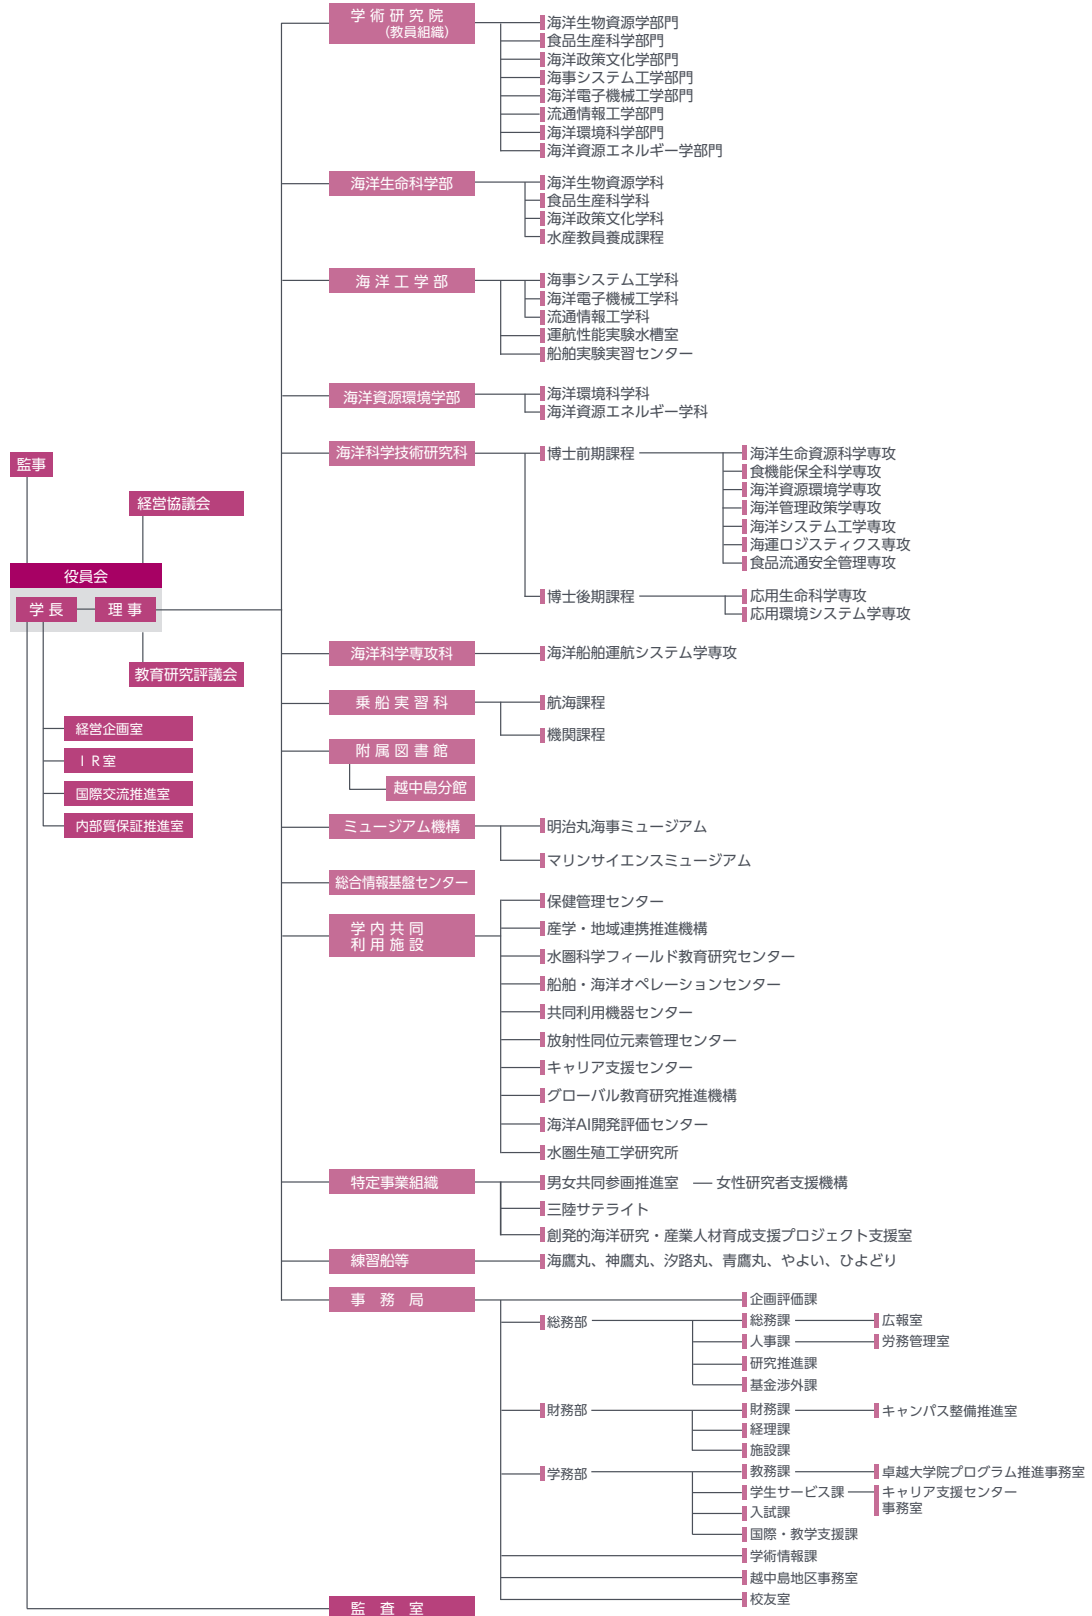 学術研究院
（教員組織）
海洋生物資源学部門
食品生産科学部門
海洋政策文化学部門
海事システム工学部門
海洋電子機械工学部門
流通情報工学部門
海洋環境科学部門
海洋資源エネルギー学部門
海洋生命科学部
海洋生物資源学科
食品生産科学科
海洋政策文化学科
水産教員養成課程
海洋工学部
海事システム工学科
海洋電子機械工学科
流通情報工学科
運航性能実験水槽室
船舶実験実習センター
海洋資源環境学部
海洋環境科学科
海洋資源エネルギー学科
海洋科学技術研究科
博士前期課程
海洋生命資源科学専攻
食機能保全科学専攻
海洋資源環境学専攻
海洋管理政策学専攻
海洋システム工学専攻
海運ロジスティクス専攻
食品流通安全管理専攻
博士後期課程
応用生命科学専攻
応用環境システム学専攻
監事
経営協議会
役員会
学長
理事
教育研究評議会
経営企画室
ＩＲ室
国際交流推進室
内部質保証推進室
海洋科学専攻科
海洋船舶運航システム学専攻
乗船実習科
航海課程
機関課程
附属図書館
越中島分館
ミュージアム機構
明治丸海事ミュージアム
マリンサイエンスミュージアム
総合情報基盤センター
学内共同
利用施設
保健管理センター
産学・地域連携推進機構
水圏科学フィールド教育研究センター
船舶・海洋オペレーションセンター
共同利用機器センター
放射性同位元素管理センター
キャリア支援センター
グローバル教育研究推進機構
海洋AI開発評価センター
水圏生殖工学研究所
特定事業組織
男女共同参画推進室
女性研究者支援機構
三陸サテライト
創発的海洋研究・産業人材育成支援プロジェクト支援室
練習船等
海鷹丸、神鷹丸、汐路丸、青鷹丸、やよい、ひよどり
事務局
企画評価課
総務部
総務課
広報室
人事課
労務管理室
研究推進課
基金渉外課
財務部
財務課
キャンパス整備推進室
経理課
施設課
学務部
教務課
卓越大学院プログラム推進事務室
学生サービス課
キャリア支援センター
事務室
入試課
国際・教学支援課
学術情報課
越中島地区事務室
校友室
監査室